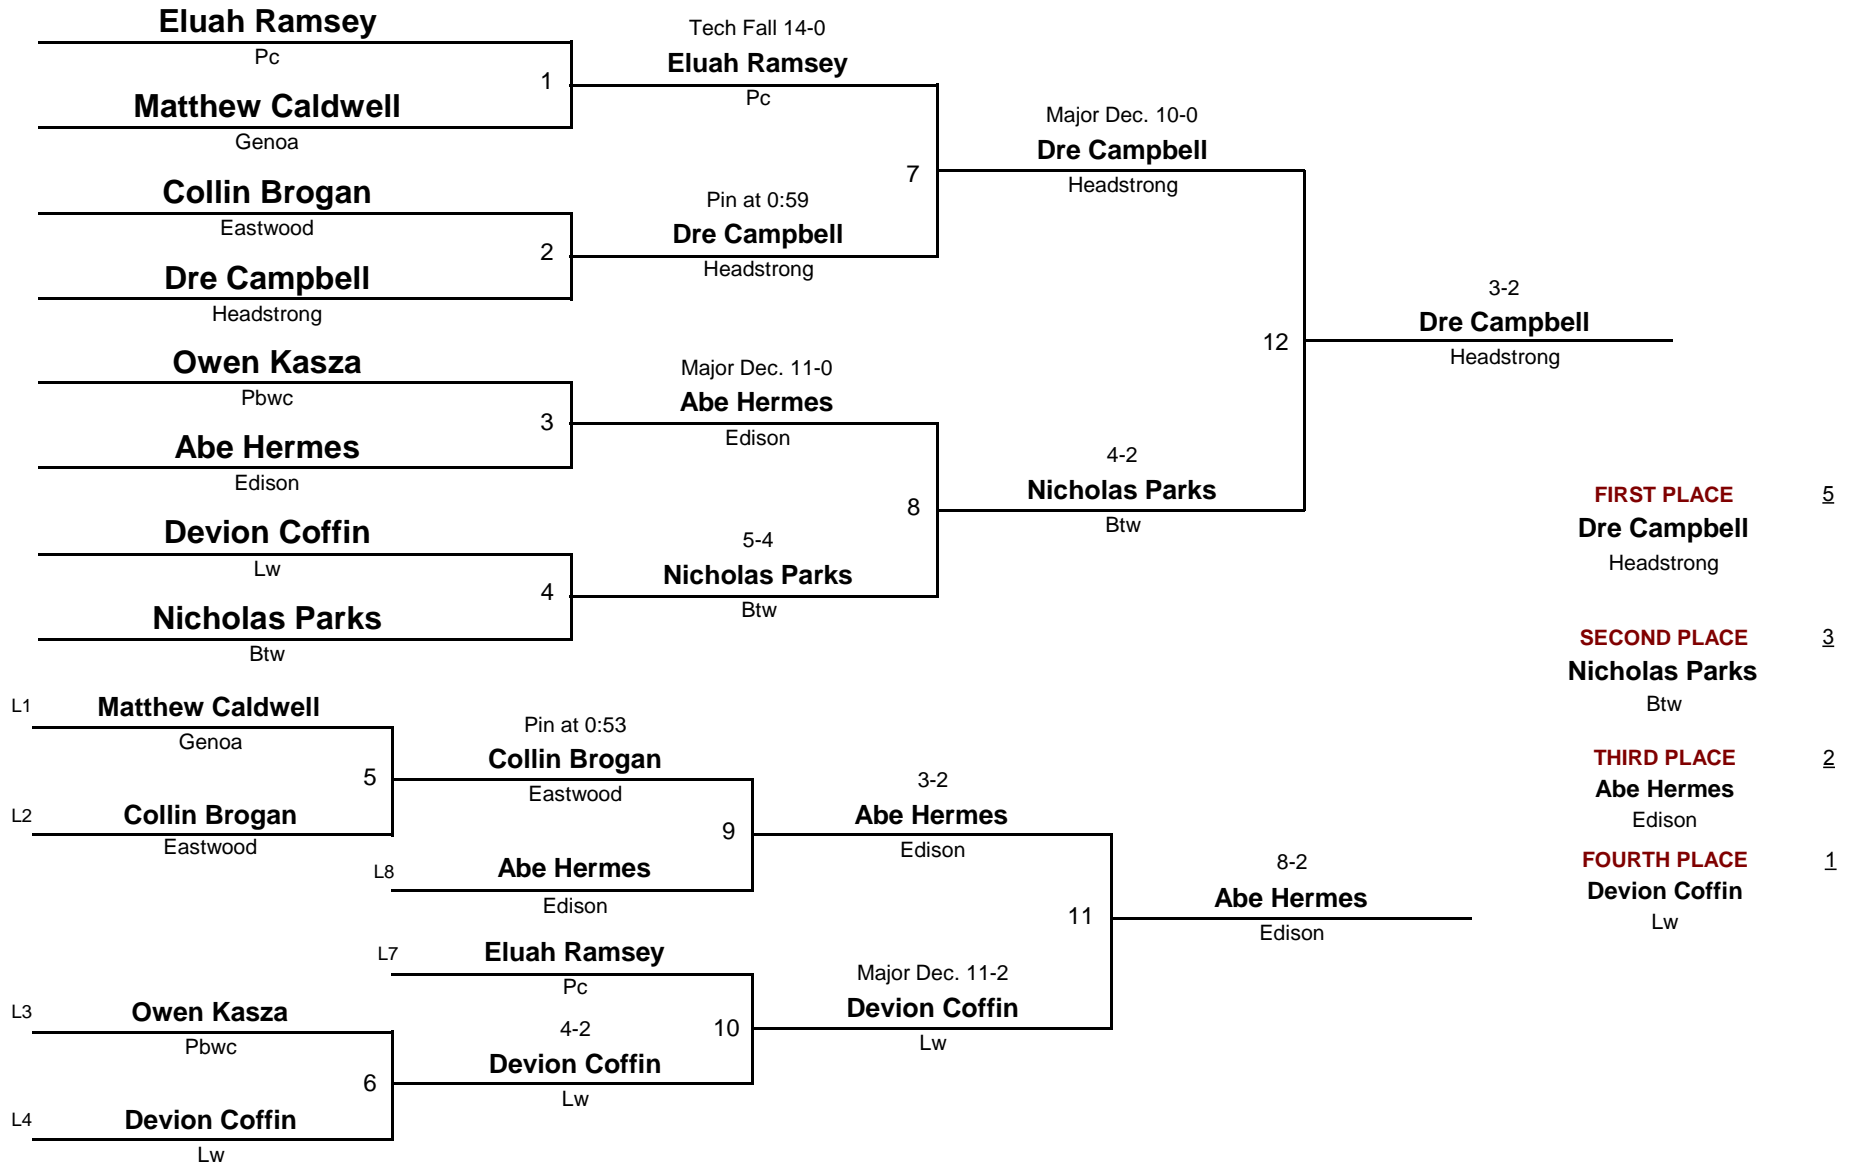 Eluah Ramsey
Pc
1
Matthew Caldwell
Genoa
Collin Brogan
Eastwood
2
Dre Campbell
Headstrong
Owen Kasza
Pbwc
3
Abe Hermes
Edison
Devion Coffin
Lw
4
Nicholas Parks
Btw
Tech Fall 14-0
Eluah Ramsey
Pc
7
Pin at 0:59
Dre Campbell
Headstrong
Major Dec. 11-0
Abe Hermes
Edison
8
5-4
Nicholas Parks
Btw
Major Dec. 10-0
Dre Campbell
Headstrong
12
4-2
Nicholas Parks
Btw
3-2
Dre Campbell
Headstrong
FIRST PLACE 5
Dre Campbell
Headstrong
SECOND PLACE 3
Nicholas Parks
Btw
THIRD PLACE 2
Abe Hermes
Edison
FOURTH PLACE 1
Devion Coffin
Lw
L1 Matthew Caldwell
Genoa
5
L2 Collin Brogan
Eastwood
Pin at 0:53
Collin Brogan
Eastwood
9
L8 Abe Hermes
Edison
L7 Eluah Ramsey
Pc
10
4-2
Devion Coffin
Lw
L3 Owen Kasza
Pbwc
6
L4 Devion Coffin
Lw
3-2
Abe Hermes
Edison
11
Major Dec. 11-2
Devion Coffin
Lw
8-2
Abe Hermes
Edison